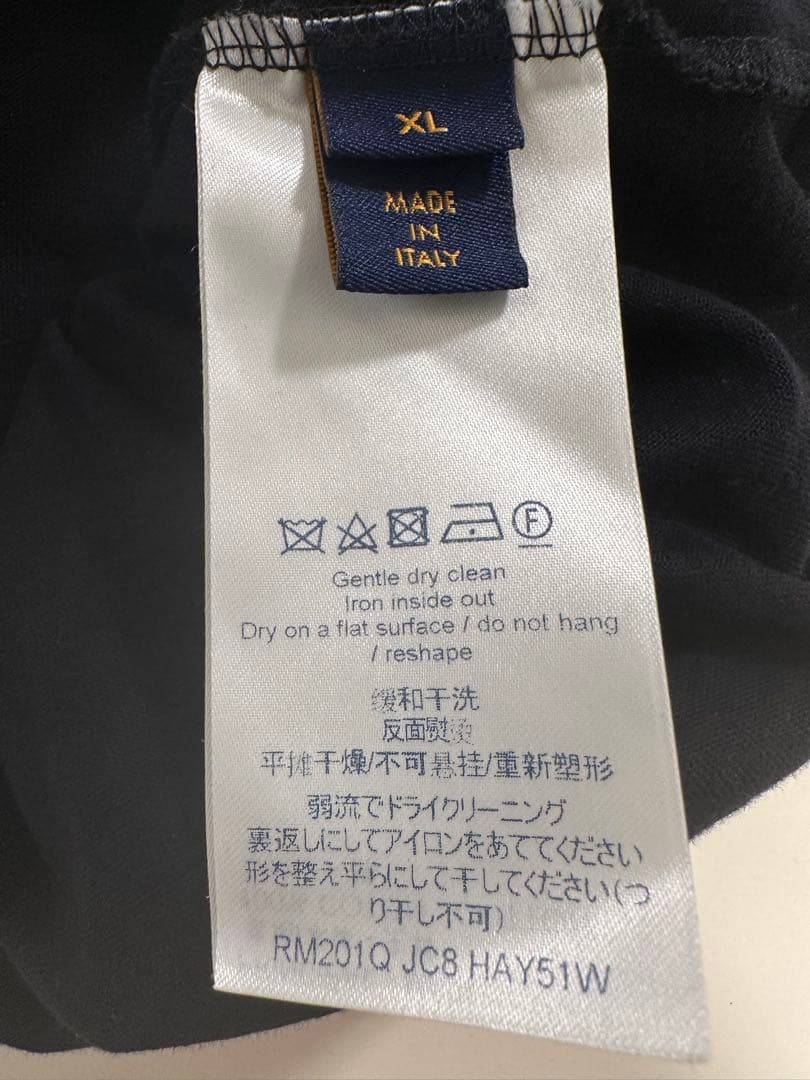 XL
MADE
IN
ITALY
F
Gentle dry clean
Iron inside out
Dry on a flat surface / do not hang
/ reshape
缓和干洗
反面熨烫
平摊干燥/不可悬挂/重新塑形
弱流でドライクリーニング
裏返しにしてアイロンをあててください
形を整え平らにして干してください(つ
り干し不可)
RM201Q JC8 HAY51W